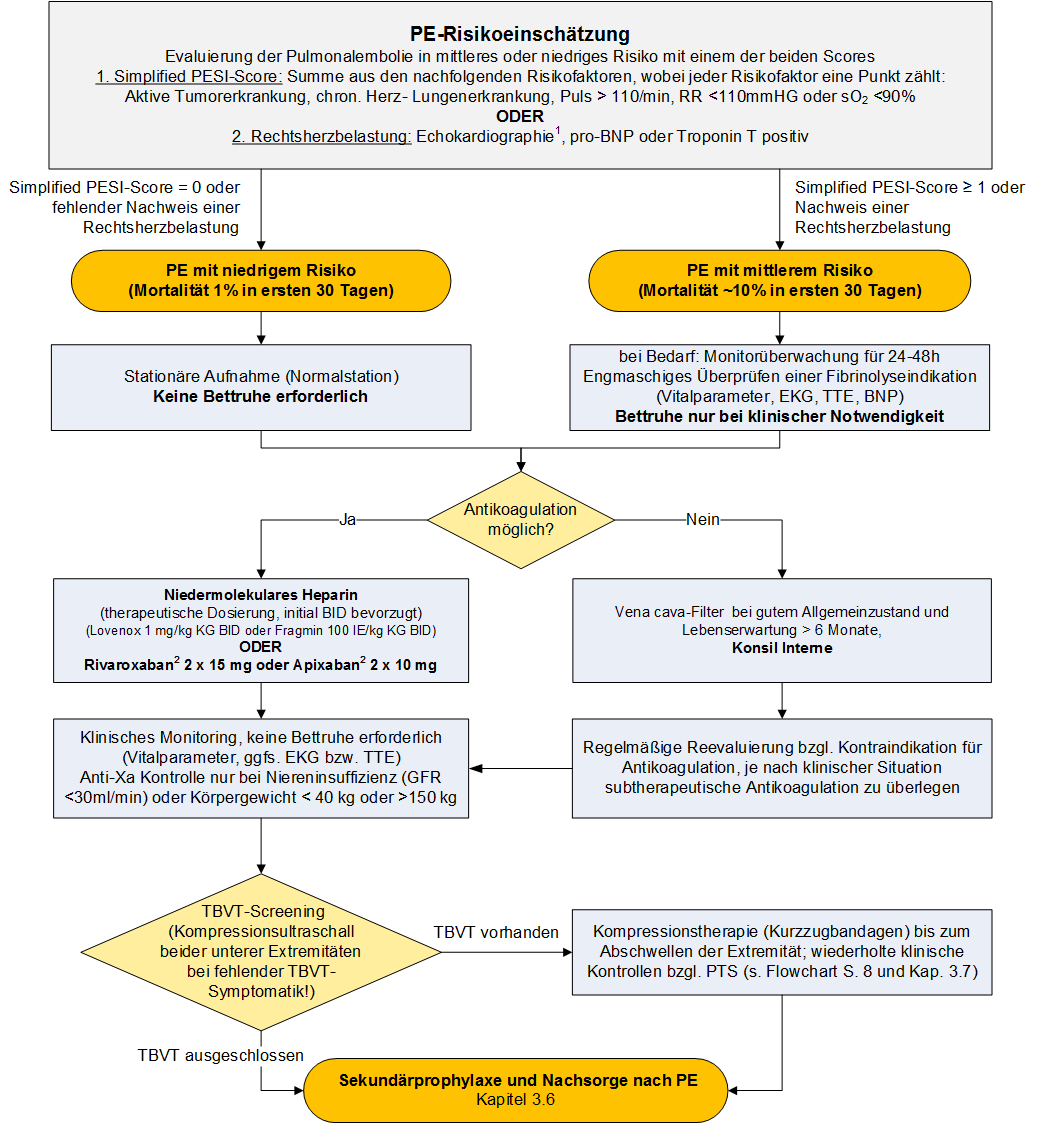 PE-Risikoeinschätzung
Evaluierung der Pulmonalembolie in mittleres oder niedriges Risiko mit einem der beiden Scores
1. Simplified PESI-Score: Summe aus den nachfolgenden Risikofaktoren, wobei jeder Risikofaktor eine Punkt zählt:
Aktive Tumorerkrankung, chron. Herz- Lungenerkrankung, Puls > 110/min, RR <110mmHG oder sO₂ <90%
ODER
2. Rechtsherzbelastung: Echokardiographie¹, pro-BNP oder Troponin T positiv
Simplified PESI-Score = 0 oder
fehlender Nachweis einer
Rechtsherzbelastung
Simplified PESI-Score ≥ 1 oder
Nachweis einer
Rechtsherzbelastung
PE mit niedrigem Risiko
(Mortalität 1% in ersten 30 Tagen)
PE mit mittlerem Risiko
(Mortalität ~10% in ersten 30 Tagen)
Stationäre Aufnahme (Normalstation)
Keine Bettruhe erforderlich
bei Bedarf: Monitorüberwachung für 24-48h
Engmaschiges Überprüfen einer Fibrinolyseindikation
(Vitalparameter, EKG, TTE, BNP)
Bettruhe nur bei klinischer Notwendigkeit
Antikoagulation
möglich?
Ja
Nein
Niedermolekulares Heparin
(therapeutische Dosierung, initial BID bevorzugt)
(Lovenox 1 mg/kg KG BID oder Fragmin 100 IE/kg KG BID)
ODER
Rivaroxaban² 2 x 15 mg oder Apixaban² 2 x 10 mg
Vena cava-Filter bei gutem Allgemeinzustand und
Lebenserwartung > 6 Monate,
Konsil Interne
Klinisches Monitoring, keine Bettruhe erforderlich
(Vitalparameter, ggfs. EKG bzw. TTE)
Anti-Xa Kontrolle nur bei Niereninsuffizienz (GFR
<30ml/min) oder Körpergewicht < 40 kg oder >150 kg
Regelmäßige Reevaluierung bzgl. Kontraindikation für
Antikoagulation, je nach klinischer Situation
subtherapeutische Antikoagulation zu überlegen
TBVT-Screening
(Kompressionsultraschall
beider unterer Extremitäten
bei fehlender TBVT-
Symptomatik!)
TBVT vorhanden
Kompressionstherapie (Kurzzugbandagen) bis zum
Abschwellen der Extremität; wiederholte klinische
Kontrollen bzgl. PTS (s. Flowchart S. 8 und Kap. 3.7)
TBVT ausgeschlossen
Sekundärprophylaxe und Nachsorge nach PE
Kapitel 3.6